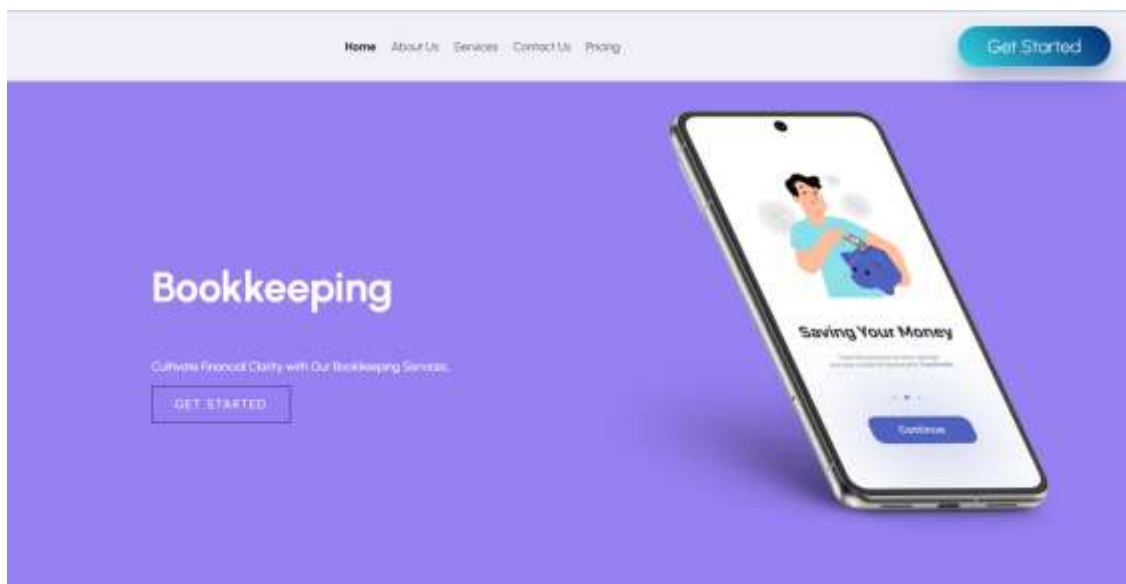 Home About Us Services Contact Us Pricing
Get Started
Bookkeeping
Cultivate Financial Clarity with Our Bookkeeping Services.
GET STARTED
Saving Your Money
Continue